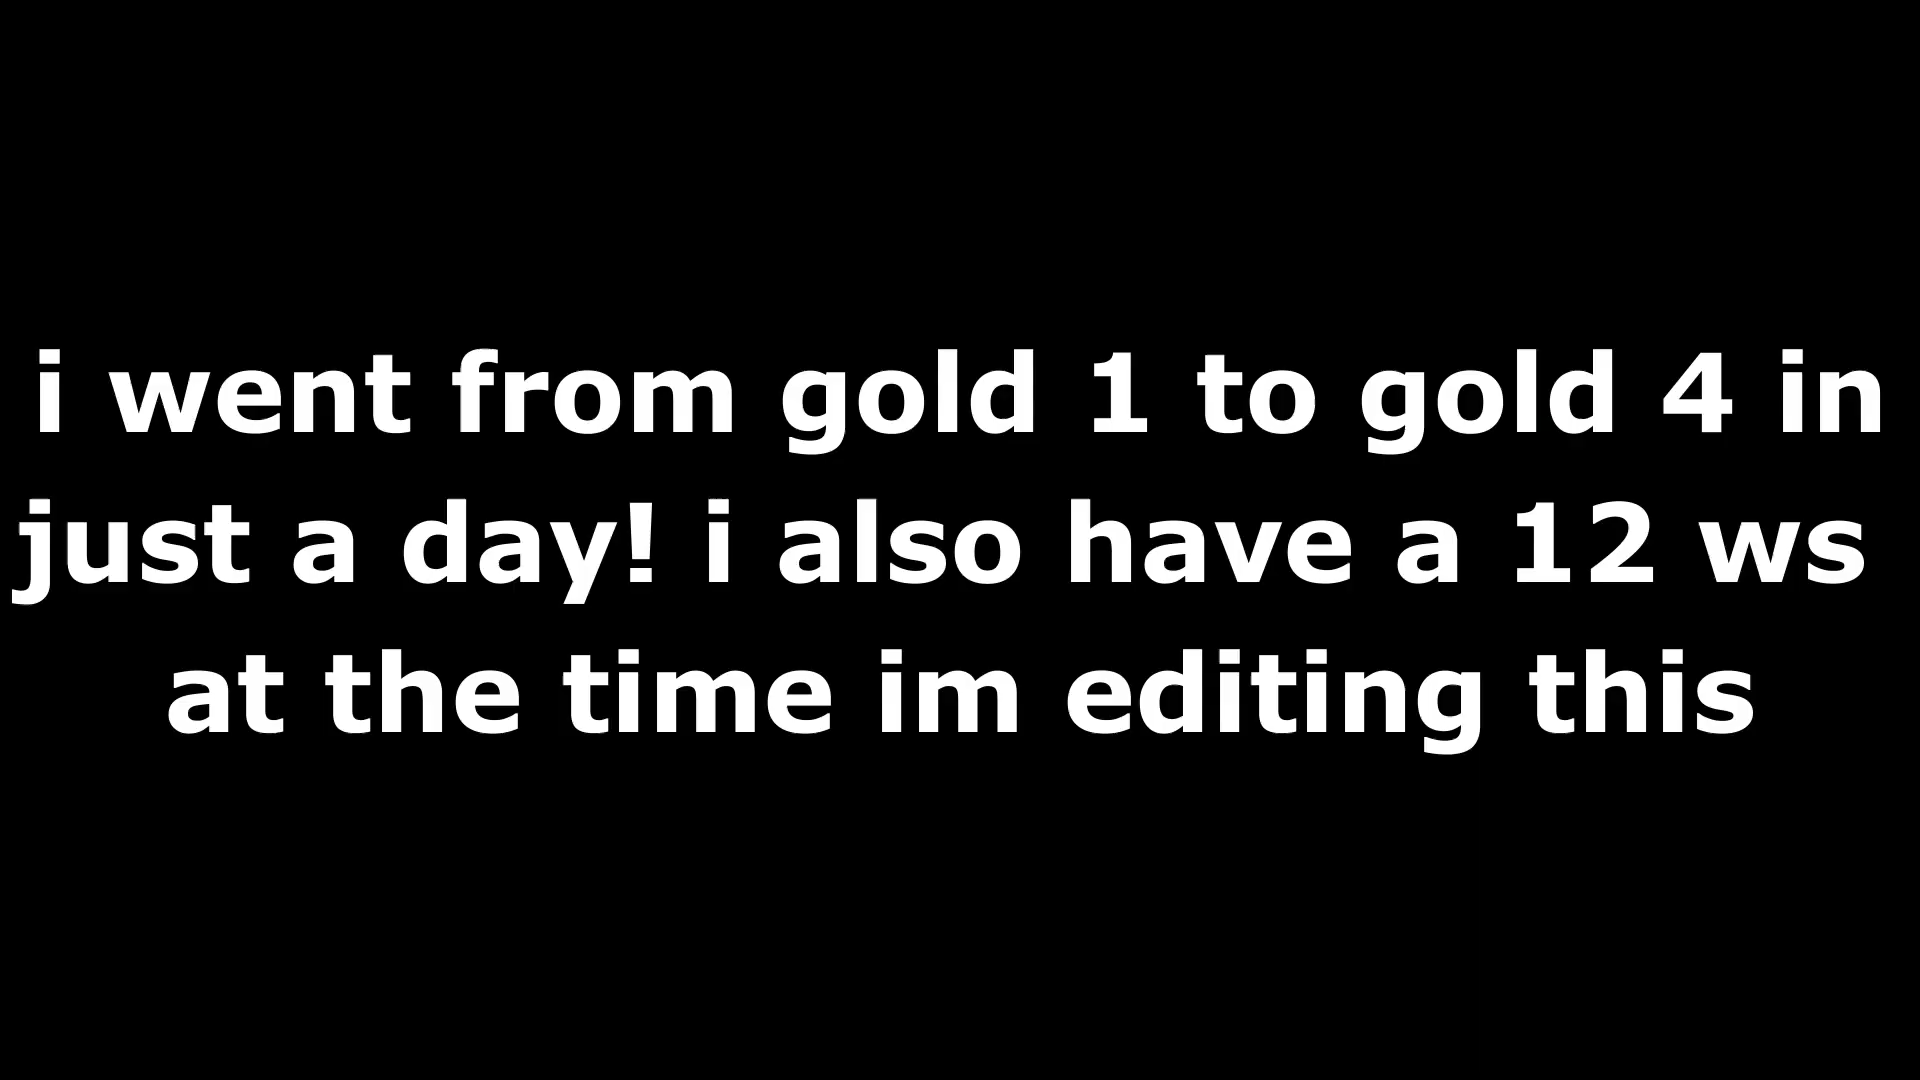 i went from gold 1 to gold 4 in
just a day! i also have a 12 ws
at the time im editing this